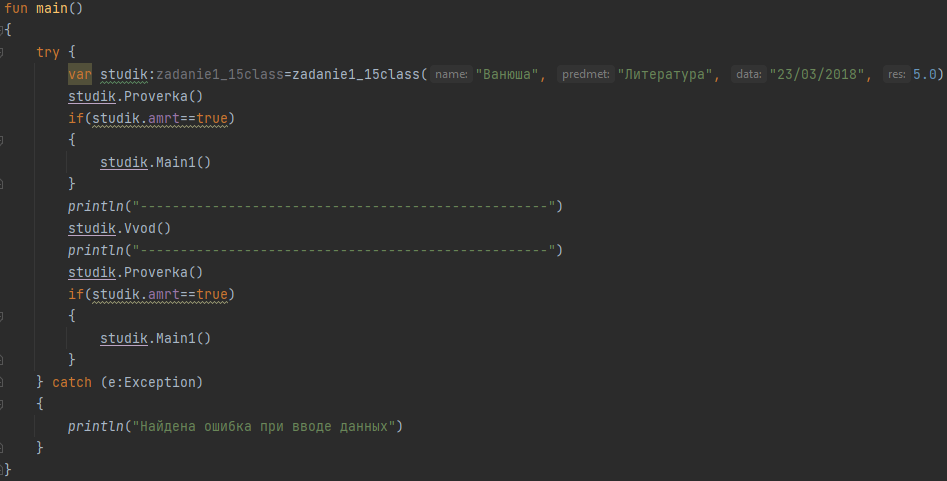 fun main()
{
    try {
        var studik:zadanie1_15class=zadanie1_15class( name: "Ванюша", predmet: "Литература", data: "23/03/2018", res: 5.0)
        studik.Proverka()
        if(studik.amrt==true)
        {
            studik.Main1()
        }
        println("---------------------------------------------------")
        studik.Vvod()
        println("---------------------------------------------------")
        studik.Proverka()
        if(studik.amrt==true)
        {
            studik.Main1()
        }
    } catch (e:Exception)
    {
        println("Найдена ошибка при вводе данных")
    }
}